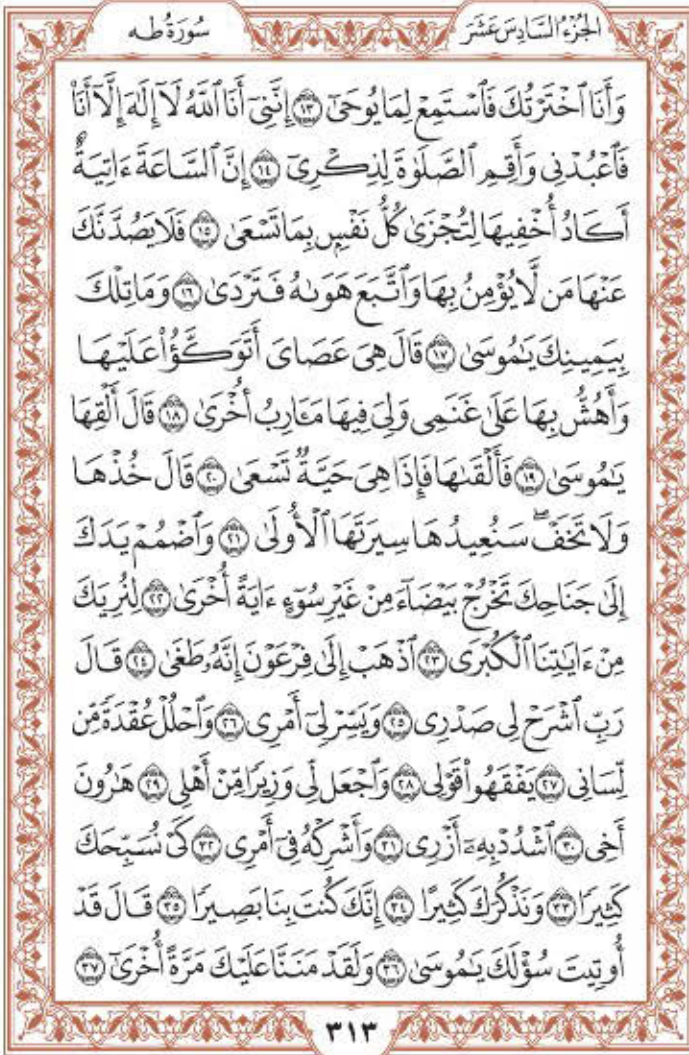 الجُزْءُ السَّادِسَ عَشَرَ
سُورَةُ طه
وَأَنَا ٱخْتَرْتُكَ فَٱسْتَمِعْ لِمَا يُوحَىٰٓ ١٣ إِنَّنِىٓ أَنَا ٱللَّهُ لَآ إِلَٰهَ إِلَّآ أَنَا۠
فَٱعْبُدْنِى وَأَقِمِ ٱلصَّلَوٰةَ لِذِكْرِىٓ ١٤ إِنَّ ٱلسَّاعَةَ ءَاتِيَةٌ
أَكَادُ أُخْفِيهَا لِتُجْزَىٰ كُلُّ نَفْسٍۭ بِمَا تَسْعَىٰ ١٥ فَلَا يَصُدَّنَّكَ
عَنْهَا مَن لَّا يُؤْمِنُ بِهَا وَٱتَّبَعَ هَوَىٰهُ فَتَرْدَىٰ ١٦ وَمَا تِلْكَ
بِيَمِينِكَ يَٰمُوسَىٰ ١٧ قَالَ هِىَ عَصَاىَ أَتَوَكَّؤُا۟ عَلَيْهَا
وَأَهُشُّ بِهَا عَلَىٰ غَنَمِى وَلِىَ فِيهَا مَـَٔارِبُ أُخْرَىٰ ١٨ قَالَ أَلْقِهَا
يَٰمُوسَىٰ ١٩ فَأَلْقَىٰهَا فَإِذَا هِىَ حَيَّةٌ تَسْعَىٰ ٢٠ قَالَ خُذْهَا
وَلَا تَخَفْ ۖ سَنُعِيدُهَا سِيرَتَهَا ٱلْأُولَىٰ ٢١ وَٱضْمُمْ يَدَكَ
إِلَىٰ جَنَاحِكَ تَخْرُجْ بَيْضَآءَ مِنْ غَيْرِ سُوٓءٍ ءَايَةً أُخْرَىٰ ٢٢ لِنُرِيَكَ
مِنْ ءَايَٰتِنَا ٱلْكُبْرَى ٢٣ ٱذْهَبْ إِلَىٰ فِرْعَوْنَ إِنَّهُۥ طَغَىٰ ٢٤ قَالَ
رَبِّ ٱشْرَحْ لِى صَدْرِى ٢٥ وَيَسِّرْ لِىٓ أَمْرِى ٢٦ وَٱحْلُلْ عُقْدَةً مِّن
لِّسَانِى ٢٧ يَفْقَهُوا۟ قَوْلِى ٢٨ وَٱجْعَل لِّى وَزِيرًا مِّنْ أَهْلِى ٢٩ هَٰرُونَ
أَخِى ٣٠ ٱشْدُدْ بِهِۦٓ أَزْرِى ٣١ وَأَشْرِكْهُ فِىٓ أَمْرِى ٣٢ كَىْ نُسَبِّحَكَ
كَثِيرًا ٣٣ وَنَذْكُرَكَ كَثِيرًا ٣٤ إِنَّكَ كُنتَ بِنَا بَصِيرًا ٣٥ قَالَ قَدْ
أُوتِيتَ سُؤْلَكَ يَٰمُوسَىٰ ٣٦ وَلَقَدْ مَنَنَّا عَلَيْكَ مَرَّةً أُخْرَىٰٓ ٣٧
٣١٣